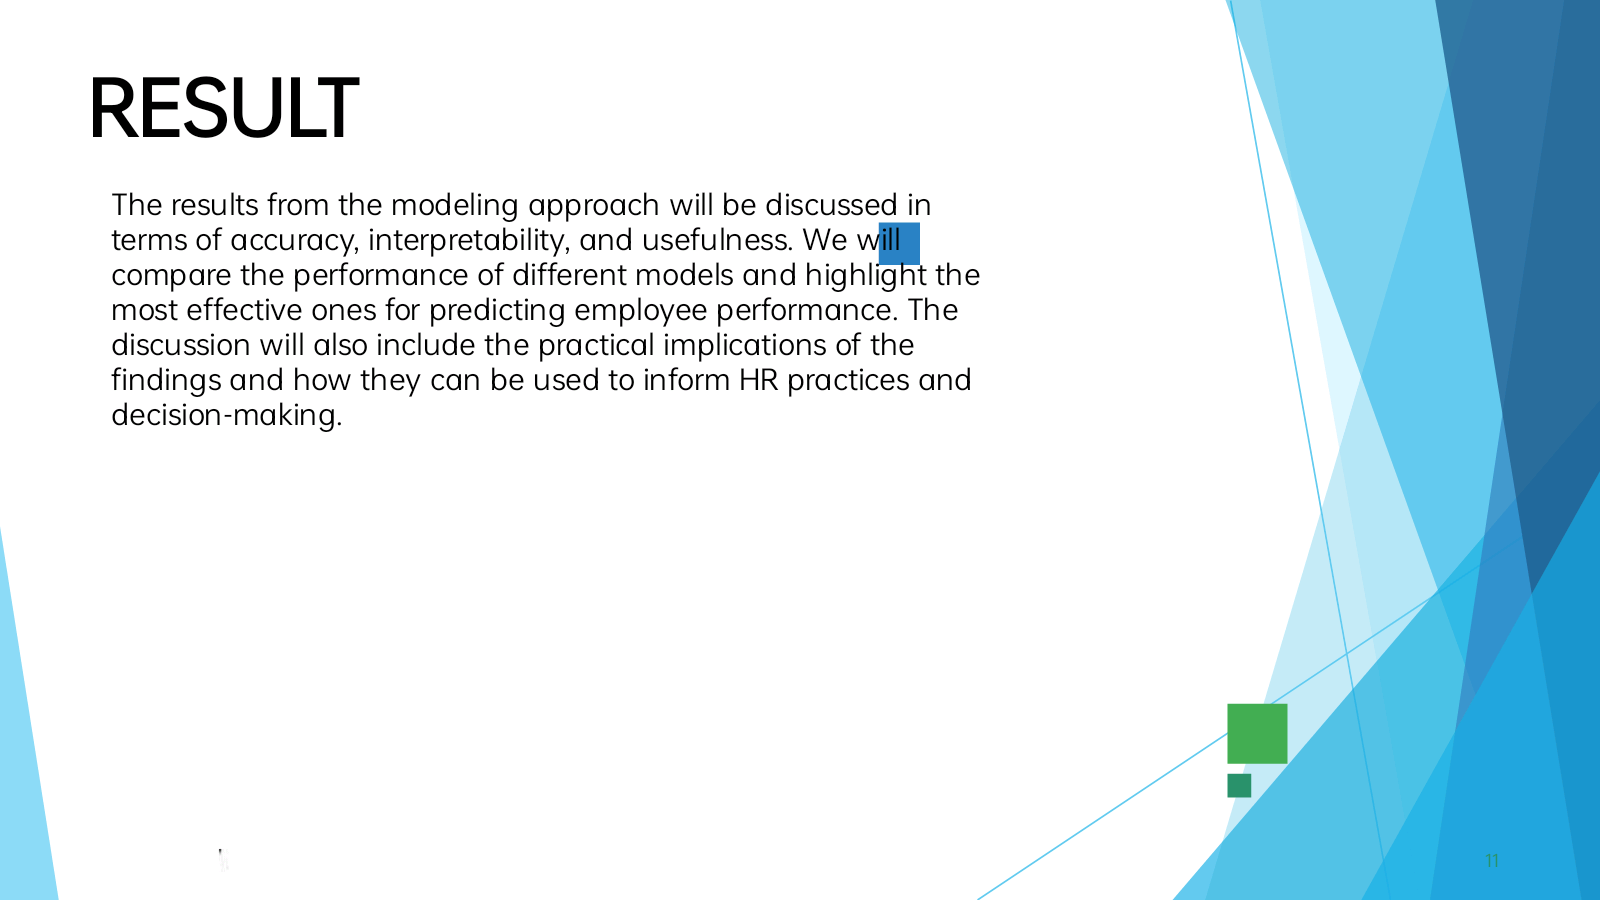 RESULT
The results from the modeling approach will be discussed in
terms of accuracy, interpretability, and usefulness. We will
compare the performance of different models and highlight the
most effective ones for predicting employee performance. The
discussion will also include the practical implications of the
findings and how they can be used to inform HR practices and
decision-making.
11